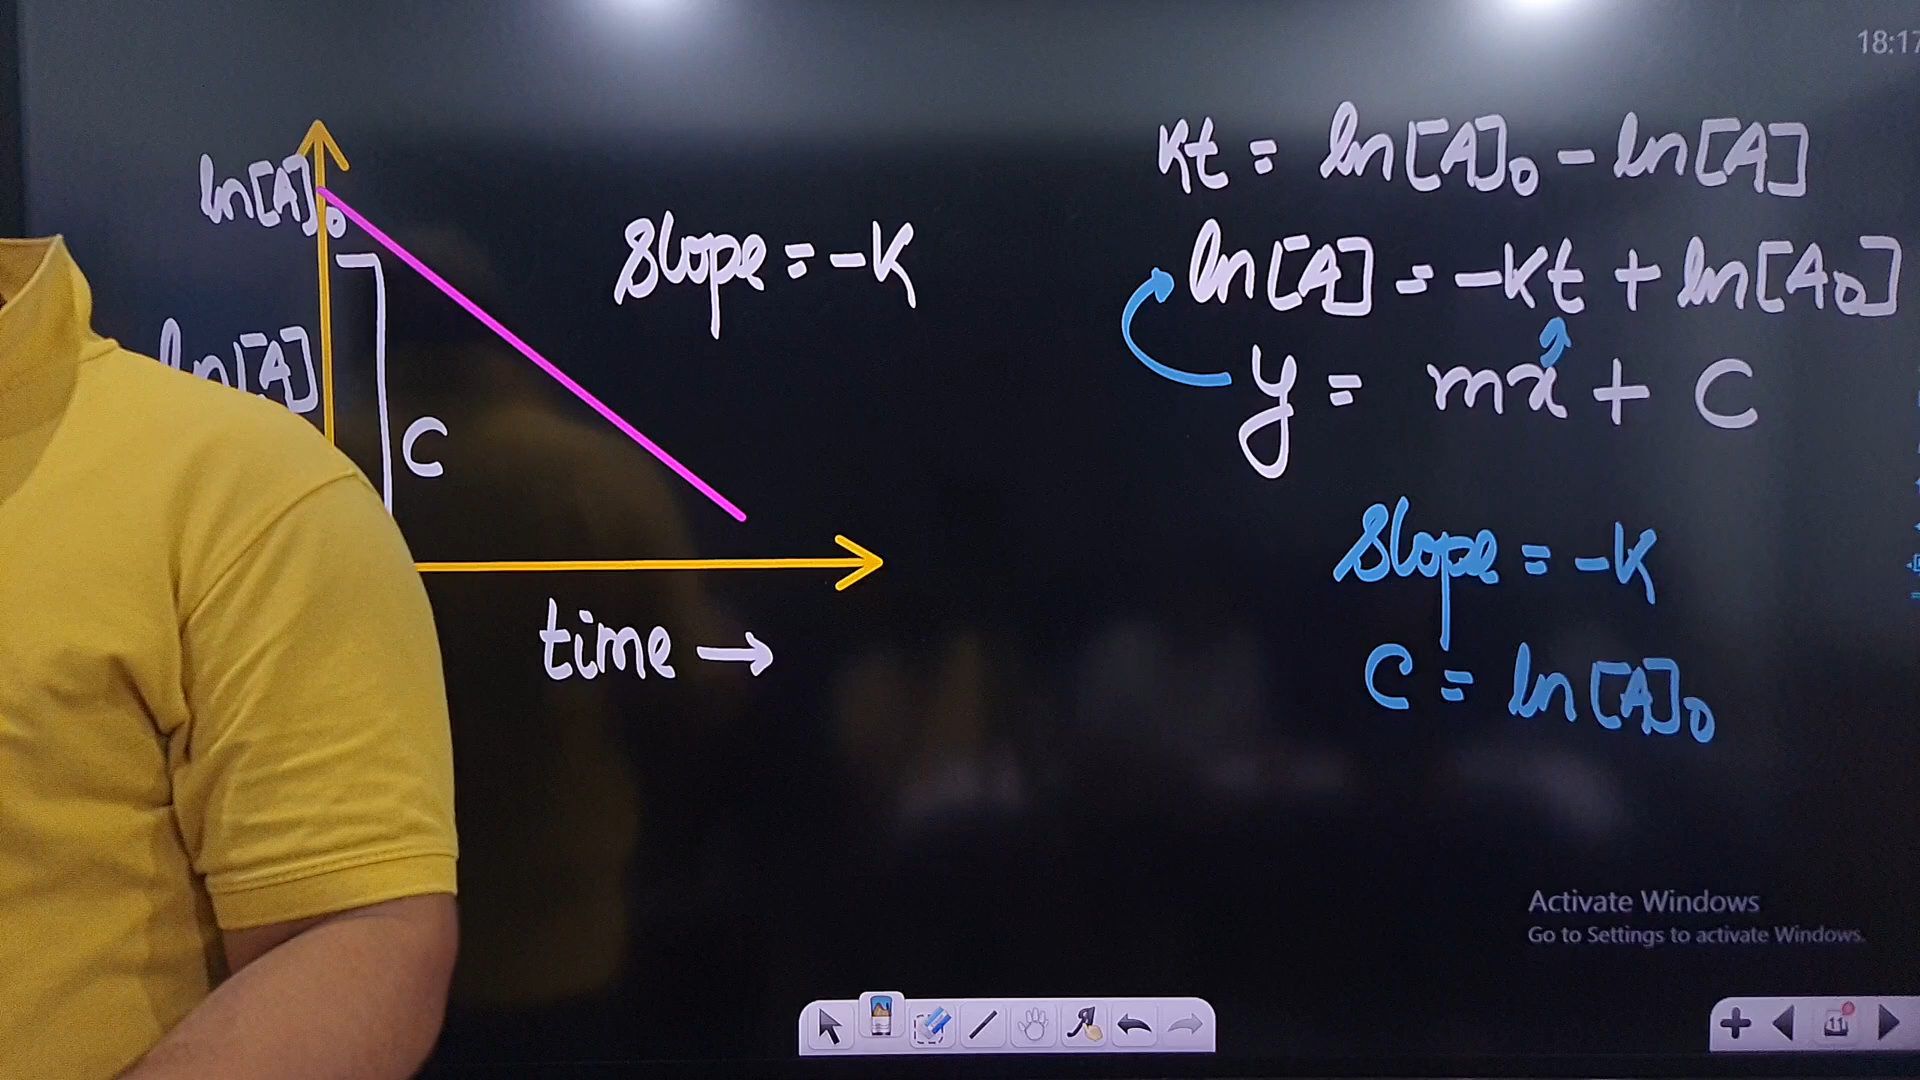 18:17
ln[A]₀
ln[A]
C
Slope = -K
time →
Kt = ln[A]₀ - ln[A]
ln[A] = -Kt + ln[A₀]
y = mx + C
Slope = -K
C = ln[A]₀
Activate Windows
Go to Settings to activate Windows.
11